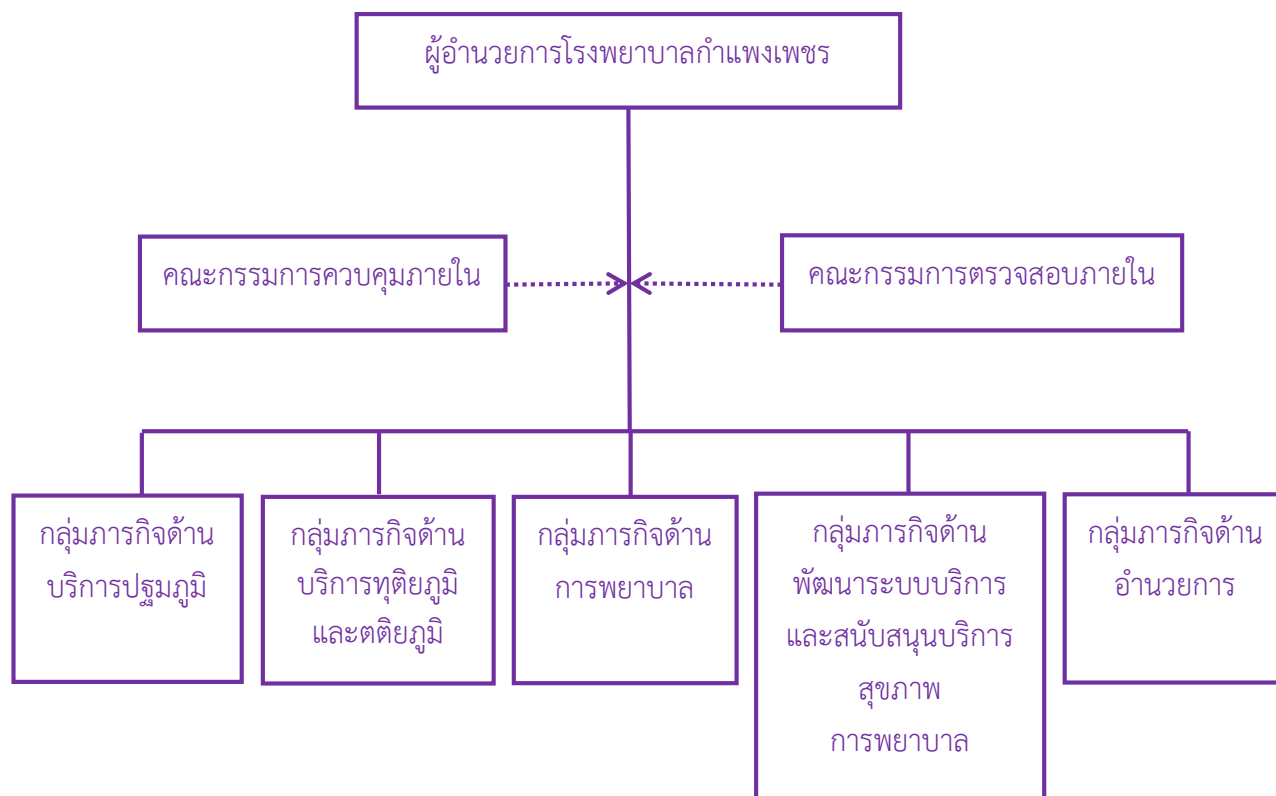 ผู้อำนวยการโรงพยาบาลกำแพงเพชร
คณะกรรมการควบคุมภายใน
คณะกรรมการตรวจสอบภายใน
กลุ่มภารกิจด้าน
บริการปฐมภูมิ
กลุ่มภารกิจด้าน
บริการทุติยภูมิ
และตติยภูมิ
กลุ่มภารกิจด้าน
การพยาบาล
กลุ่มภารกิจด้าน
พัฒนาระบบบริการ
และสนับสนุนบริการ
สุขภาพ
การพยาบาล
กลุ่มภารกิจด้าน
อำนวยการ